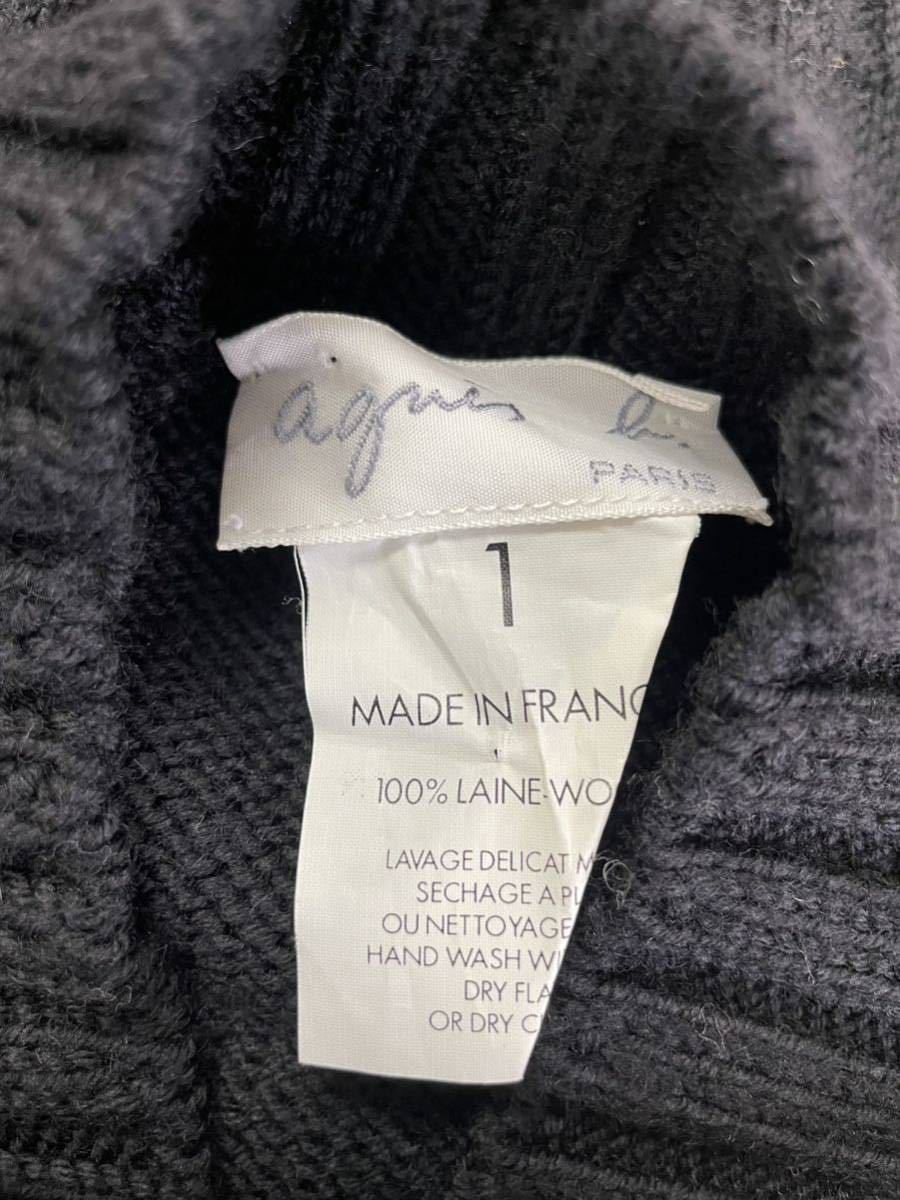 agnès b.
PARIS
1
MADE IN FRANC
100% LAINE-WO
LAVAGE DELICAT M
SECHAGE A PL
OU NETTOYAGE
HAND WASH WI
DRY FLA
OR DRY C